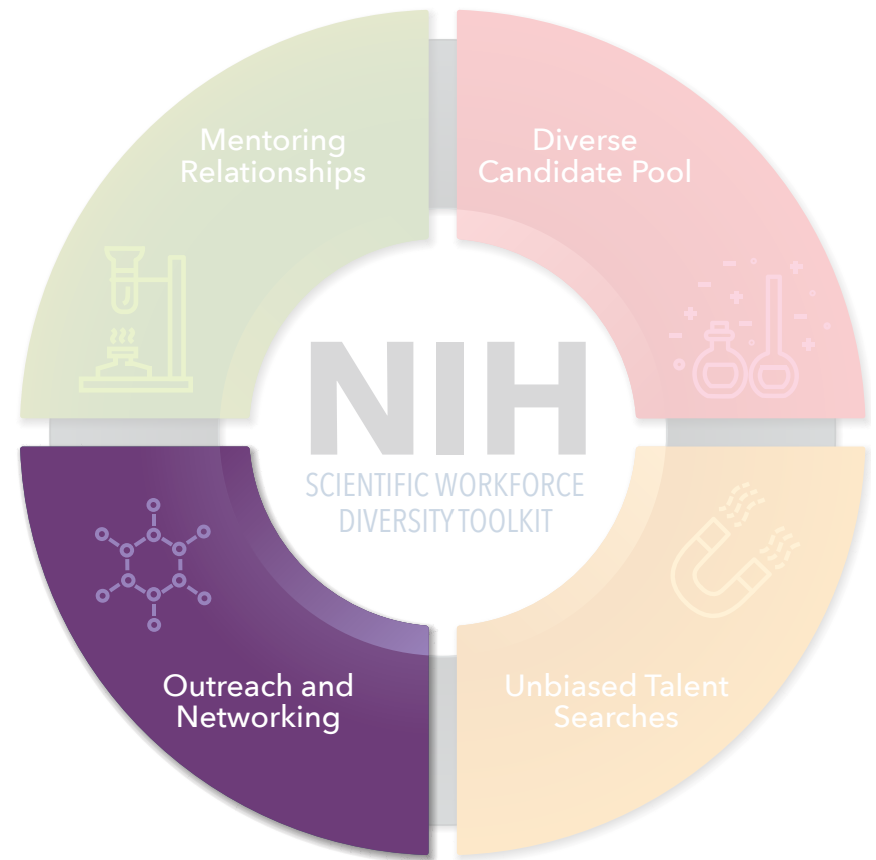 Mentoring
Relationships
Diverse
Candidate Pool
NIH
SCIENTIFIC WORKFORCE
DIVERSITY TOOLKIT
Outreach and
Networking
Unbiased Talent
Searches